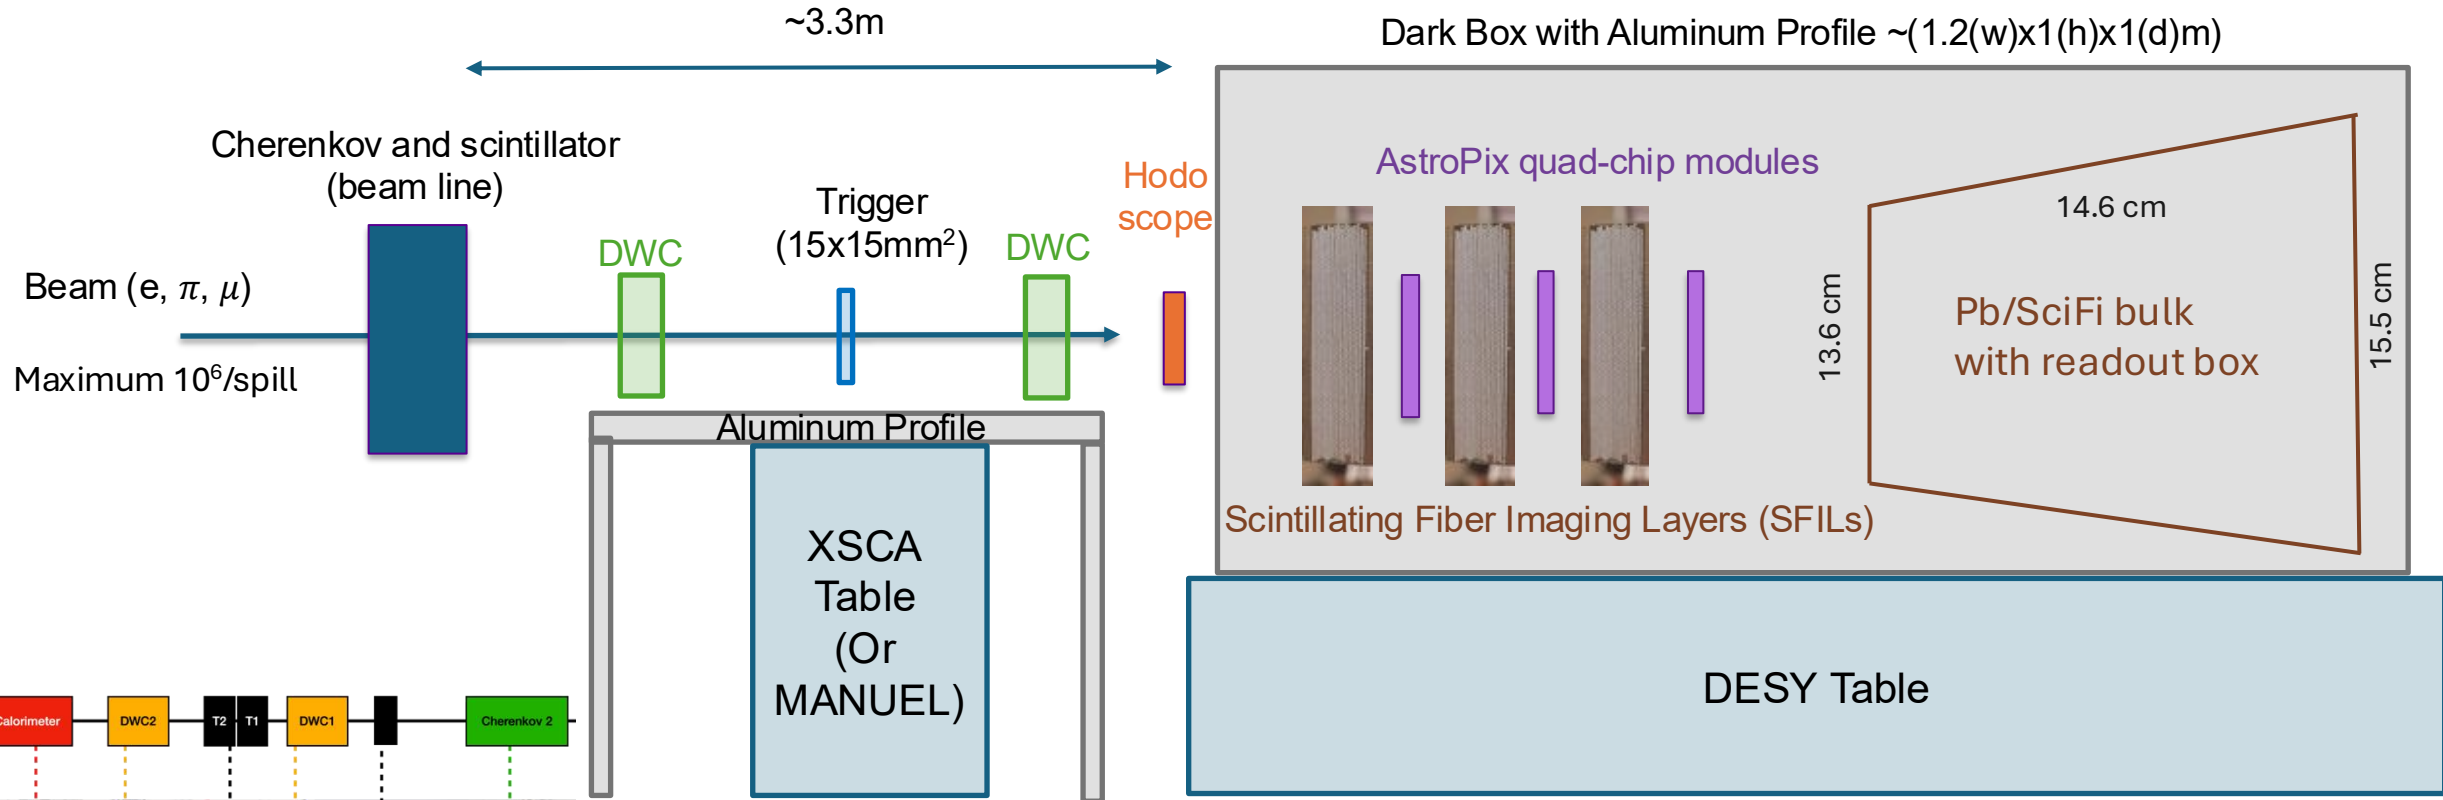 ~3.3m
Dark Box with Aluminum Profile ~(1.2(w)x1(h)x1(d)m)
Cherenkov and scintillator
(beam line)
Beam (e, π, μ)
Maximum 10⁶/spill
DWC
Trigger
(15x15mm²)
DWC
Hodo
scope
AstroPix quad-chip modules
Scintillating Fiber Imaging Layers (SFILs)
14.6 cm
13.6 cm
Pb/SciFi bulk
with readout box
15.5 cm
Aluminum Profile
XSCA
Table
(Or
MANUEL)
DESY Table
Calorimeter
DWC2
T2
T1
DWC1
Cherenkov 2